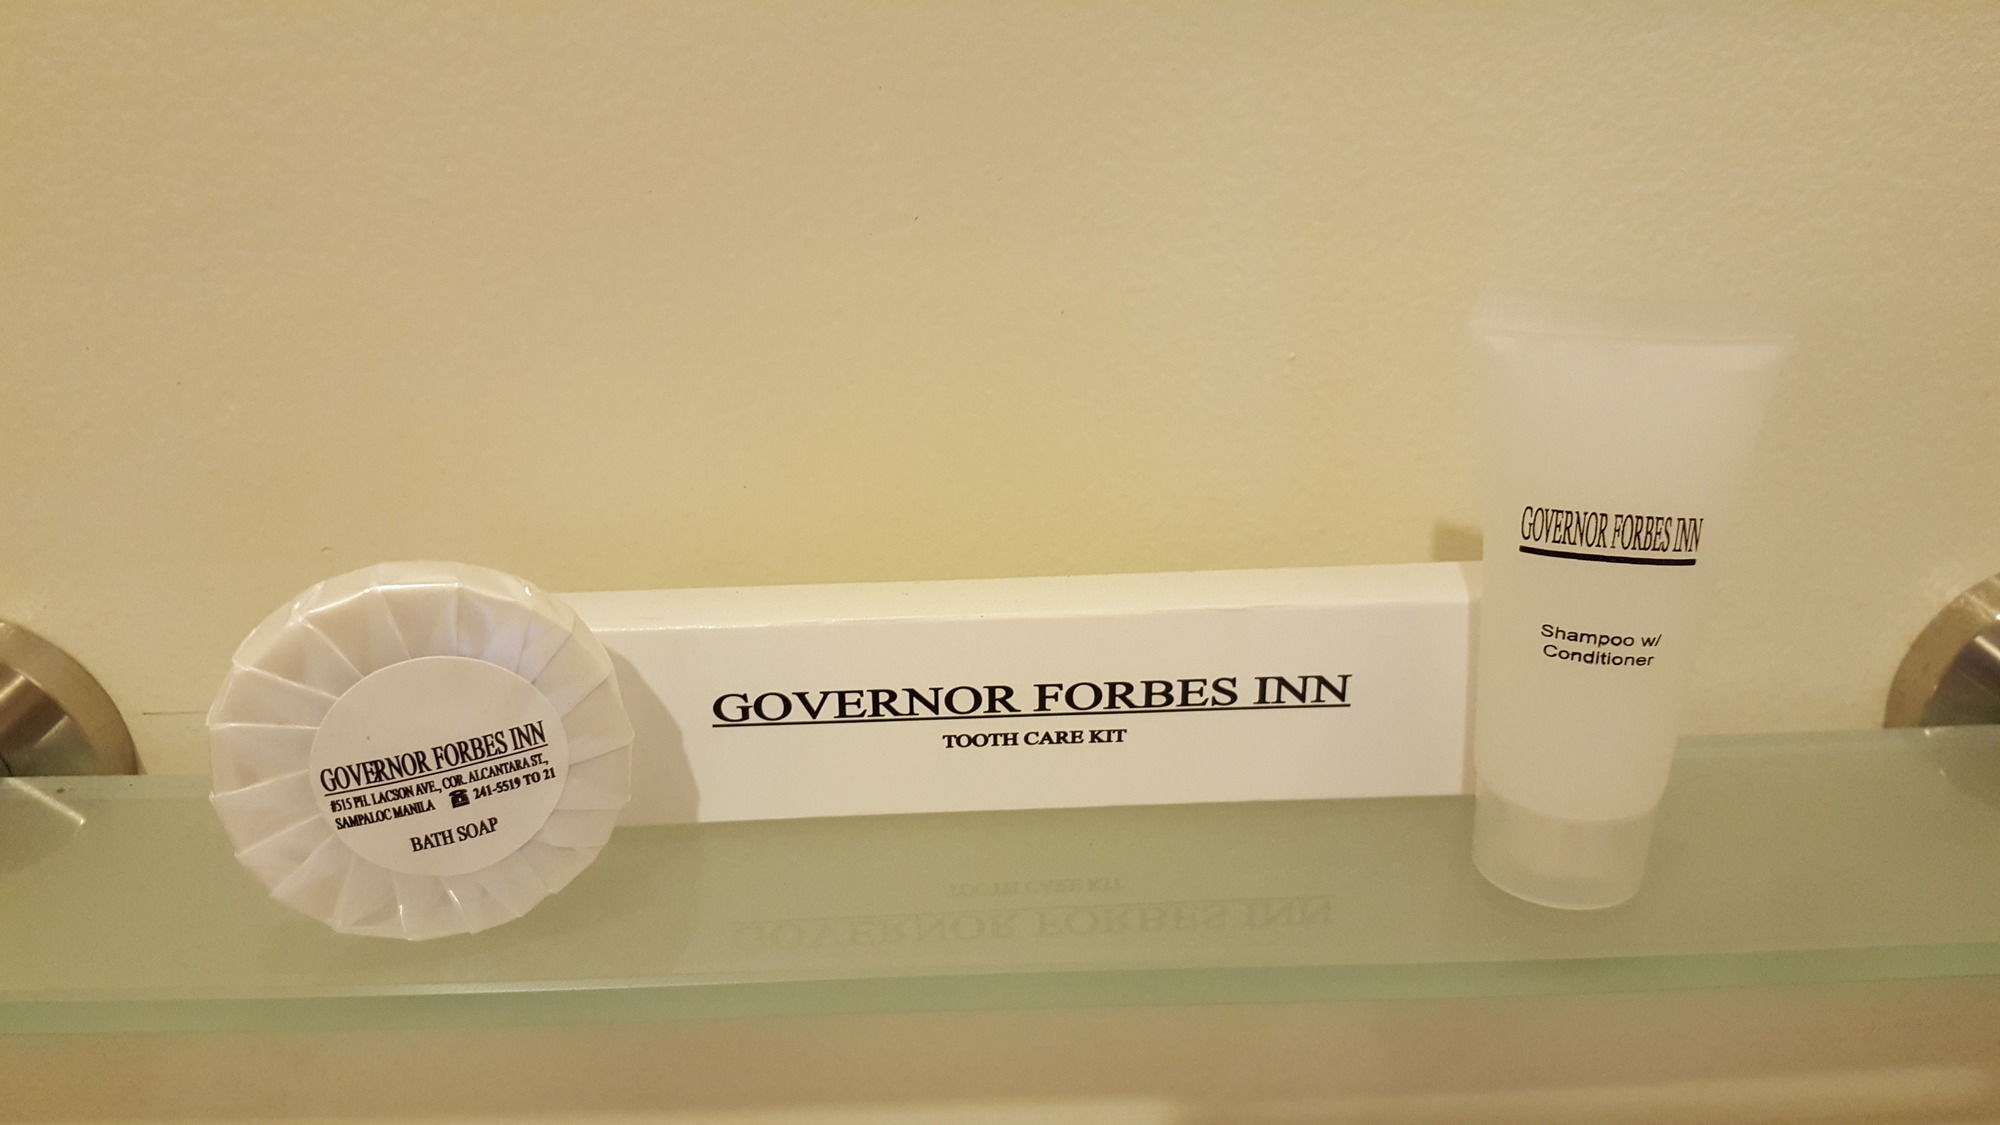 GOVERNOR FORBES INN
#515 PH. LACSON AVE., COR. ALCANTARA ST.,
SAMPALOC MANILA ☎ 241-5519 TO 21
BATH SOAP
GOVERNOR FORBES INN
TOOTH CARE KIT
GOVERNOR FORBES INN
Shampoo w/
Conditioner